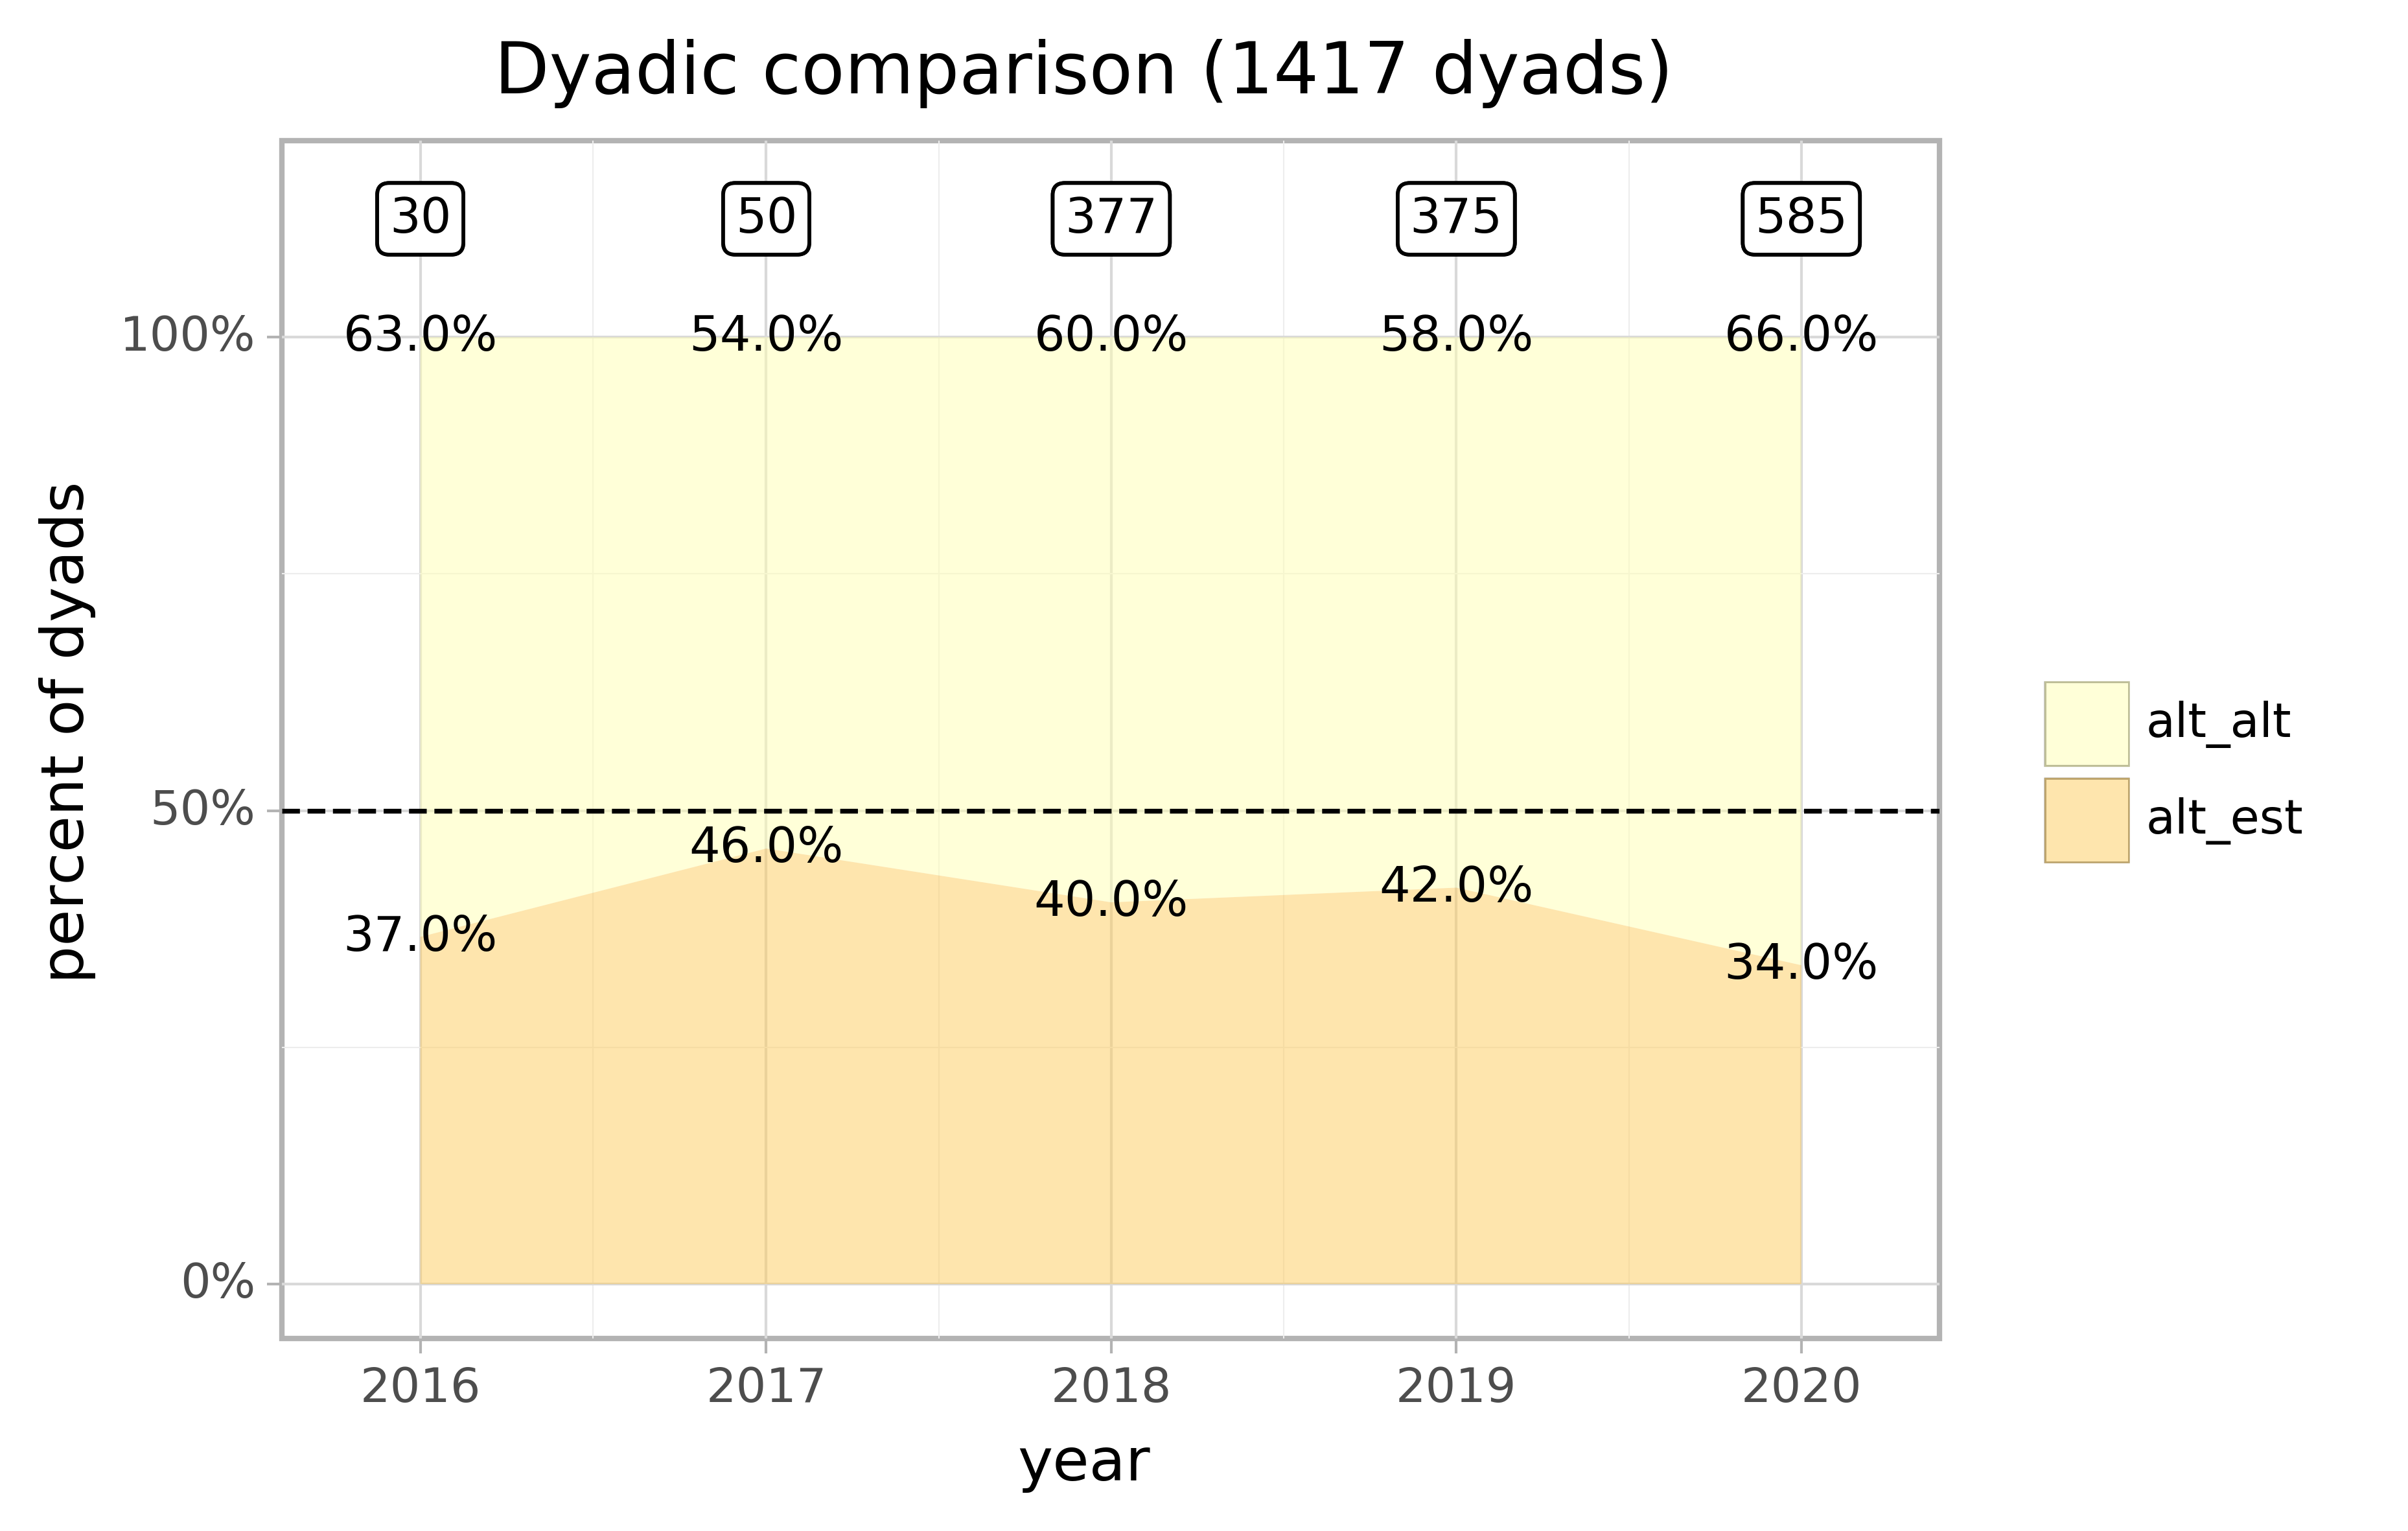 Dyadic comparison (1417 dyads)
30 50 377 375 585
100% 63.0% 54.0% 60.0% 58.0% 66.0%
percent of dyads
alt_alt
50%
alt_est
46.0%
42.0%
40.0%
37.0%
34.0%
0%
2016 2017 2018 2019 2020
year